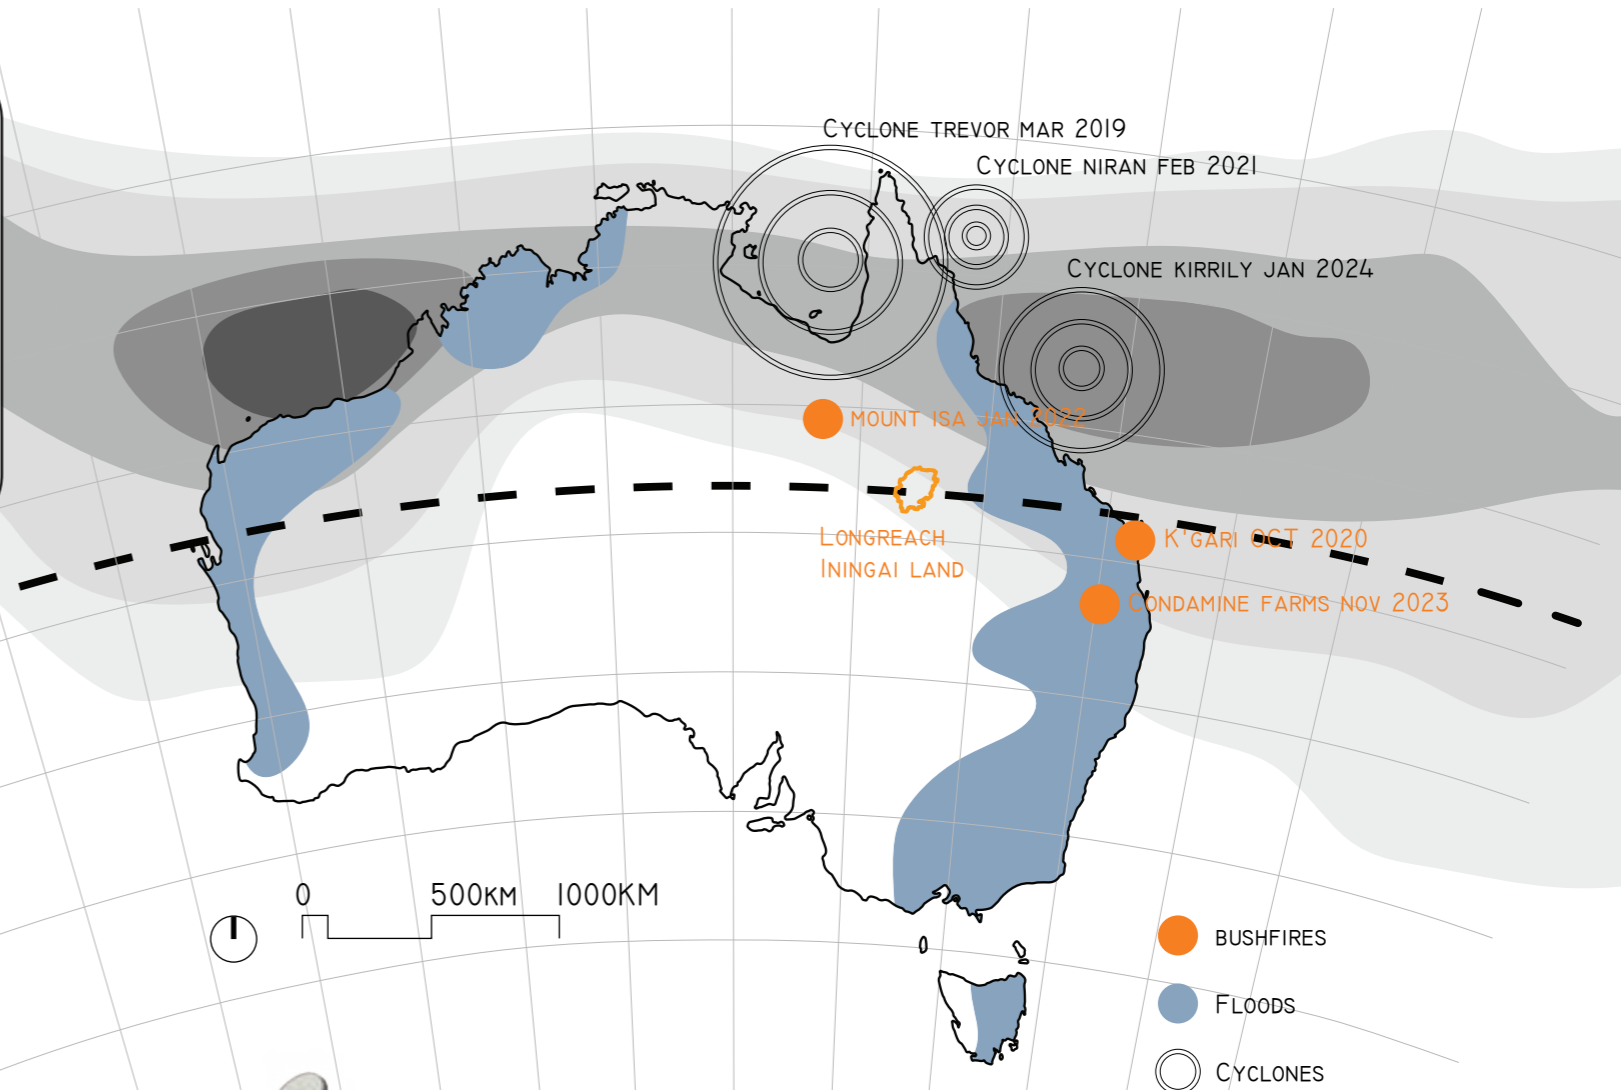 Cyclone trevor mar 2019
Cyclone niran feb 2021
Cyclone kirrily jan 2024
mount isa jan 2022
Longreach
Iningai land
K'gari oct 2020
Condamine farms nov 2023
0 500km 1000KM
bushfires
Floods
Cyclones